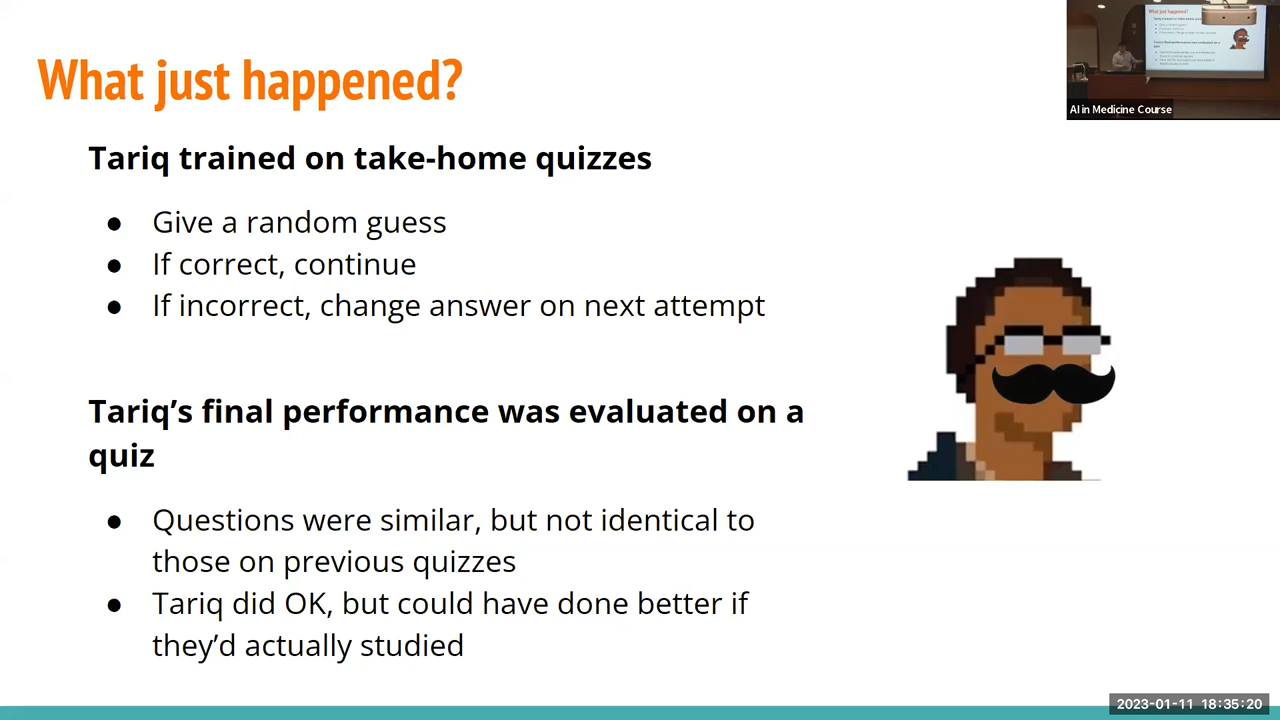 What just happened?
Tariq trained on take-home quizzes
● Give a random guess
● If correct, continue
● If incorrect, change answer on next attempt
Tariq’s final performance was evaluated on a
quiz
● Questions were similar, but not identical to
those on previous quizzes
● Tariq did OK, but could have done better if
they’d actually studied
What just happened?
AI in Medicine Course
2023-01-11 18:35:20